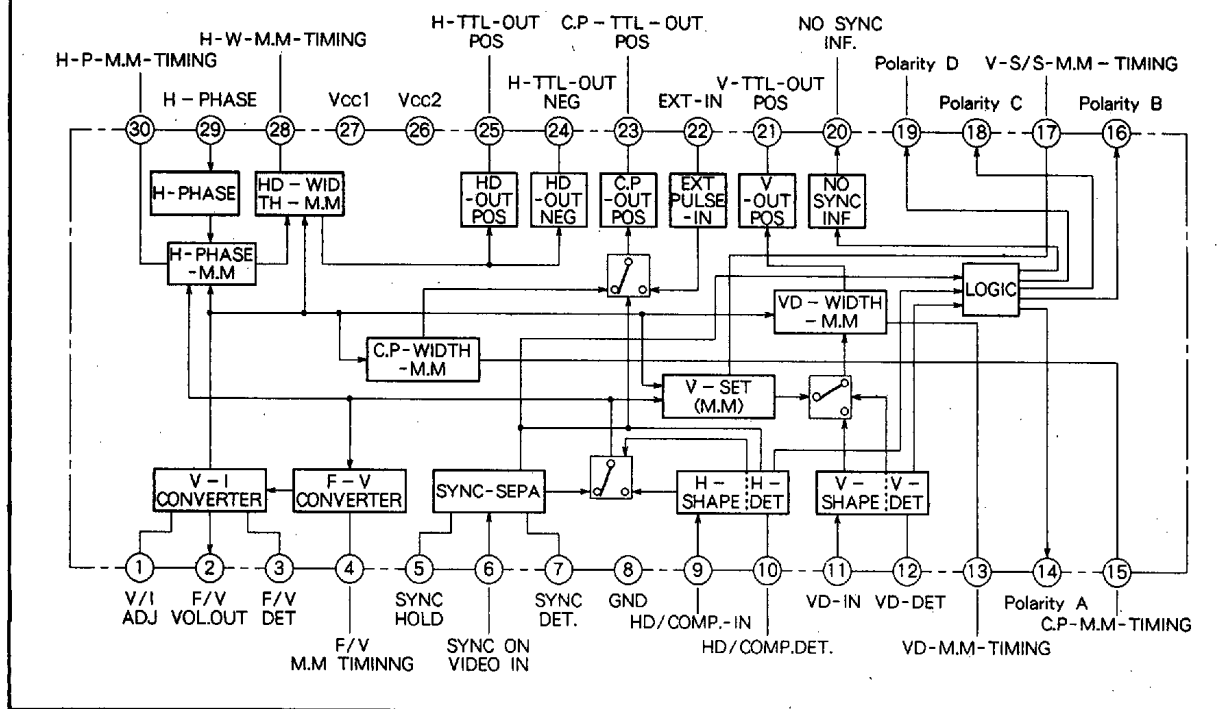 H-TTL-OUT POS
C.P-TTL-OUT. POS
NO SYNC INF.
H-W-M.M-TIMING
H-P-M.M-TIMING
H-TTL-OUT NEG
V-TTL-OUT POS
Polarity D
V-S/S-M.M-TIMING
H-PHASE
Vcc1
Vcc2
EXT-IN
Polarity C
Polarity B
30
29
28
27
26
25
24
23
22
21
20
19
18
17
16
H-PHASE
HD-WID
TH-M.M
HD
-OUT
POS
HD
-OUT
NEG
C.P
-OUT
POS
EXT
PULSE
-IN
V
-OUT
POS
NO
SYNC
INF
H-PHASE
-M.M
LOGIC
VD-WIDTH
-M.M
C.P-WIDTH
-M.M
V-SET
(M.M)
V-I
CONVERTER
F-V
CONVERTER
SYNC-SEPA
H-
SHAPE
H-
DET
V-
SHAPE
V-
DET
1
2
3
4
5
6
7
8
9
10
11
12
13
14
15
V/I
ADJ
F/V
VOL.OUT
F/V
DET
F/V
M.M TIMINNG
SYNC
HOLD
SYNC ON
VIDEO IN
SYNC
DET.
GND
HD/COMP.-IN
HD/COMP.DET.
VD-IN
VD-DET
VD-M.M-TIMING
Polarity A
C.P-M.M-TIMING